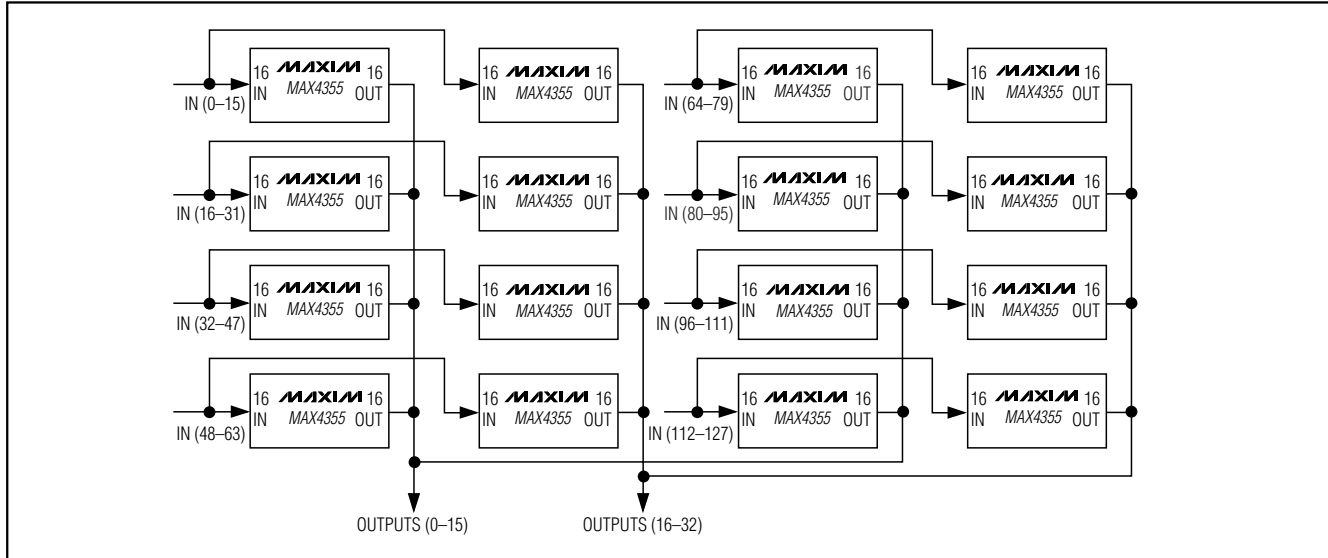 16 MAXIM 16 16 MAXIM 16 16 MAXIM 16 16 MAXIM 16
IN MAX4355 OUT IN MAX4355 OUT IN MAX4355 OUT IN MAX4355 OUT
IN (0–15) IN (64–79)
16 MAXIM 16 16 MAXIM 16 16 MAXIM 16 16 MAXIM 16
IN MAX4355 OUT IN MAX4355 OUT IN MAX4355 OUT IN MAX4355 OUT
IN (16–31) IN (80–95)
16 MAXIM 16 16 MAXIM 16 16 MAXIM 16 16 MAXIM 16
IN MAX4355 OUT IN MAX4355 OUT IN MAX4355 OUT IN MAX4355 OUT
IN (32–47) IN (96–111)
16 MAXIM 16 16 MAXIM 16 16 MAXIM 16 16 MAXIM 16
IN MAX4355 OUT IN MAX4355 OUT IN MAX4355 OUT IN MAX4355 OUT
IN (48–63) IN (112–127)
OUTPUTS (0–15) OUTPUTS (16–32)